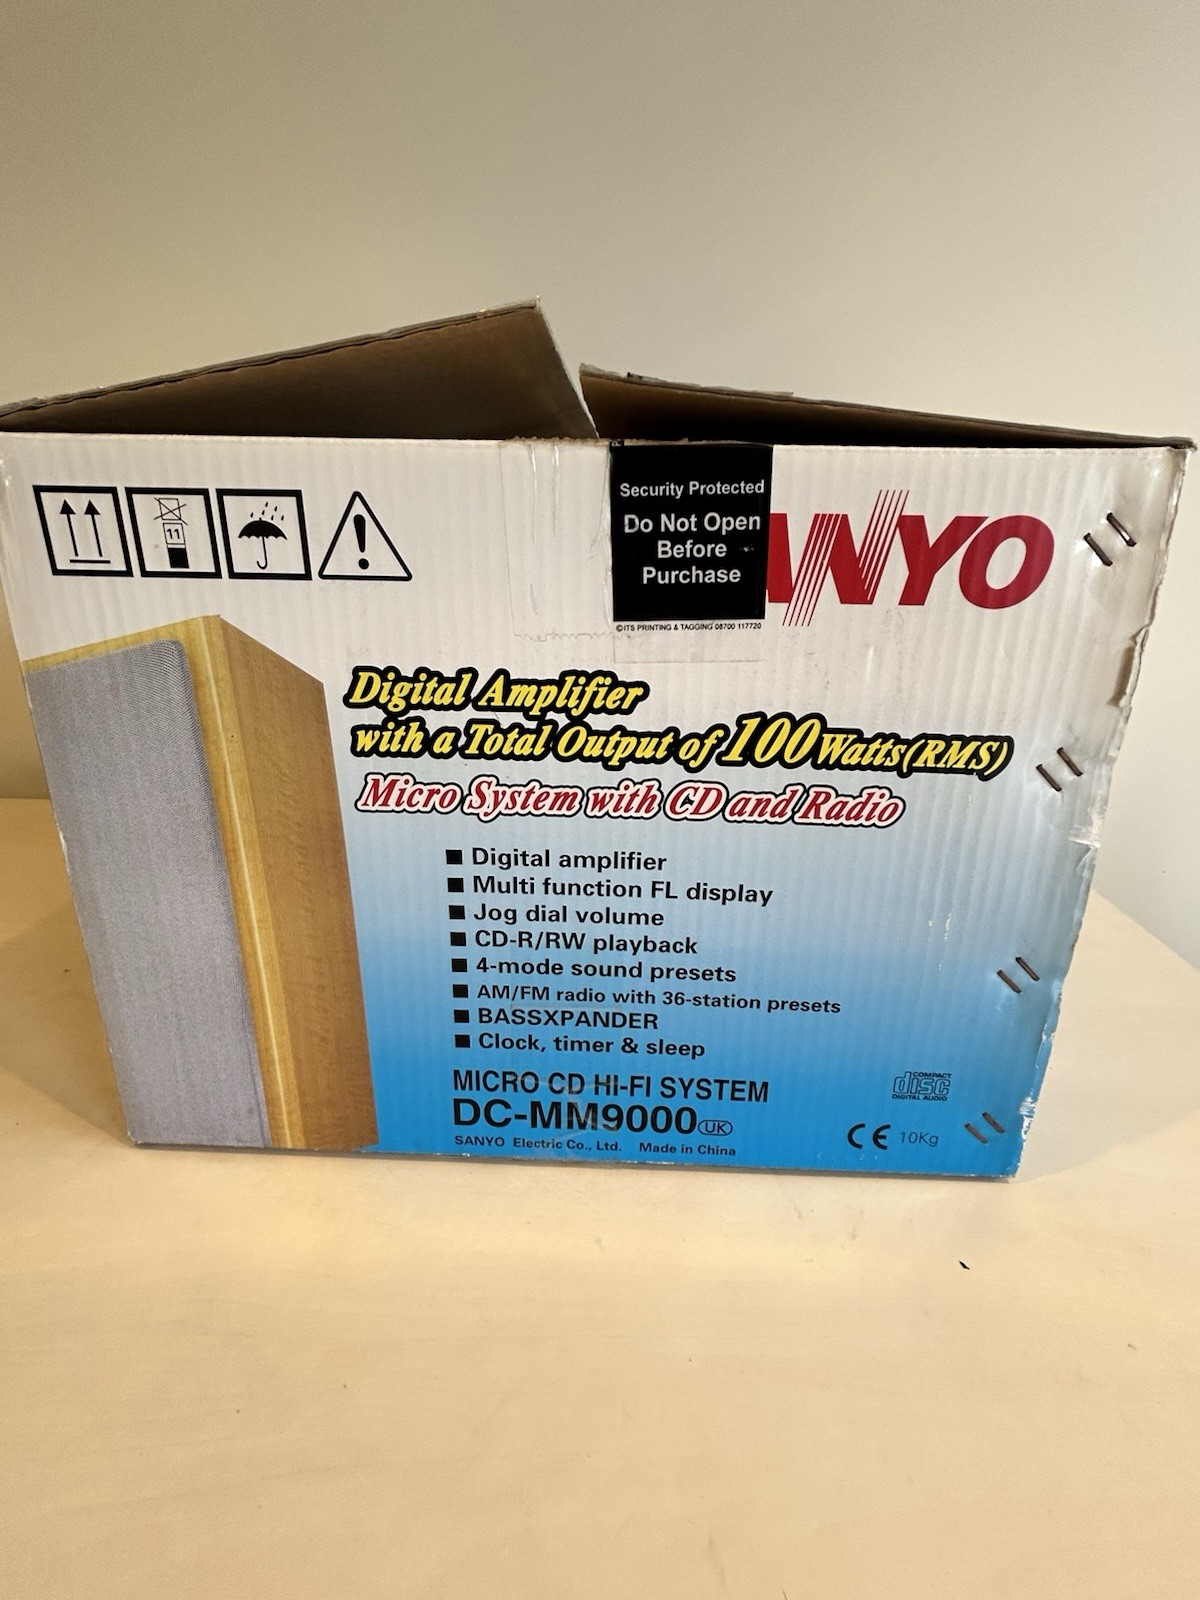 11
Security Protected
Do Not Open
Before
Purchase
©ITS PRINTING & TAGGING 08700 117720
ANYO
Digital Amplifier
with a Total Output of 100Watts(RMS)
Micro System with CD and Radio
■ Digital amplifier
■ Multi function FL display
■ Jog dial volume
■ CD-R/RW playback
■ 4-mode sound presets
■ AM/FM radio with 36-station presets
■ BASSXPANDER
■ Clock, timer & sleep
MICRO CD HI-FI SYSTEM
DC-MM9000 UK
SANYO Electric Co., Ltd. Made in China
COMPACT
disc
DIGITAL AUDIO
CE 10Kg